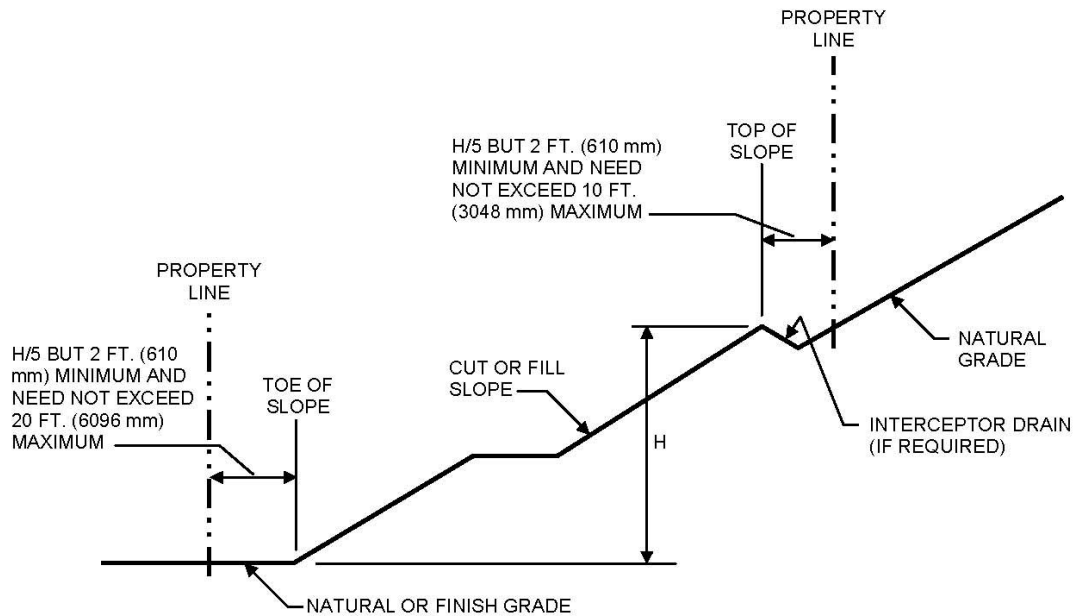 PROPERTY
LINE
H/5 BUT 2 FT. (610 mm)
MINIMUM AND NEED
NOT EXCEED 10 FT.
(3048 mm) MAXIMUM
TOP OF
SLOPE
PROPERTY
LINE
H/5 BUT 2 FT. (610
mm) MINIMUM AND
NEED NOT EXCEED
20 FT. (6096 mm)
MAXIMUM
TOE OF
SLOPE
CUT OR FILL
SLOPE
H
NATURAL
GRADE
INTERCEPTOR DRAIN
(IF REQUIRED)
NATURAL OR FINISH GRADE